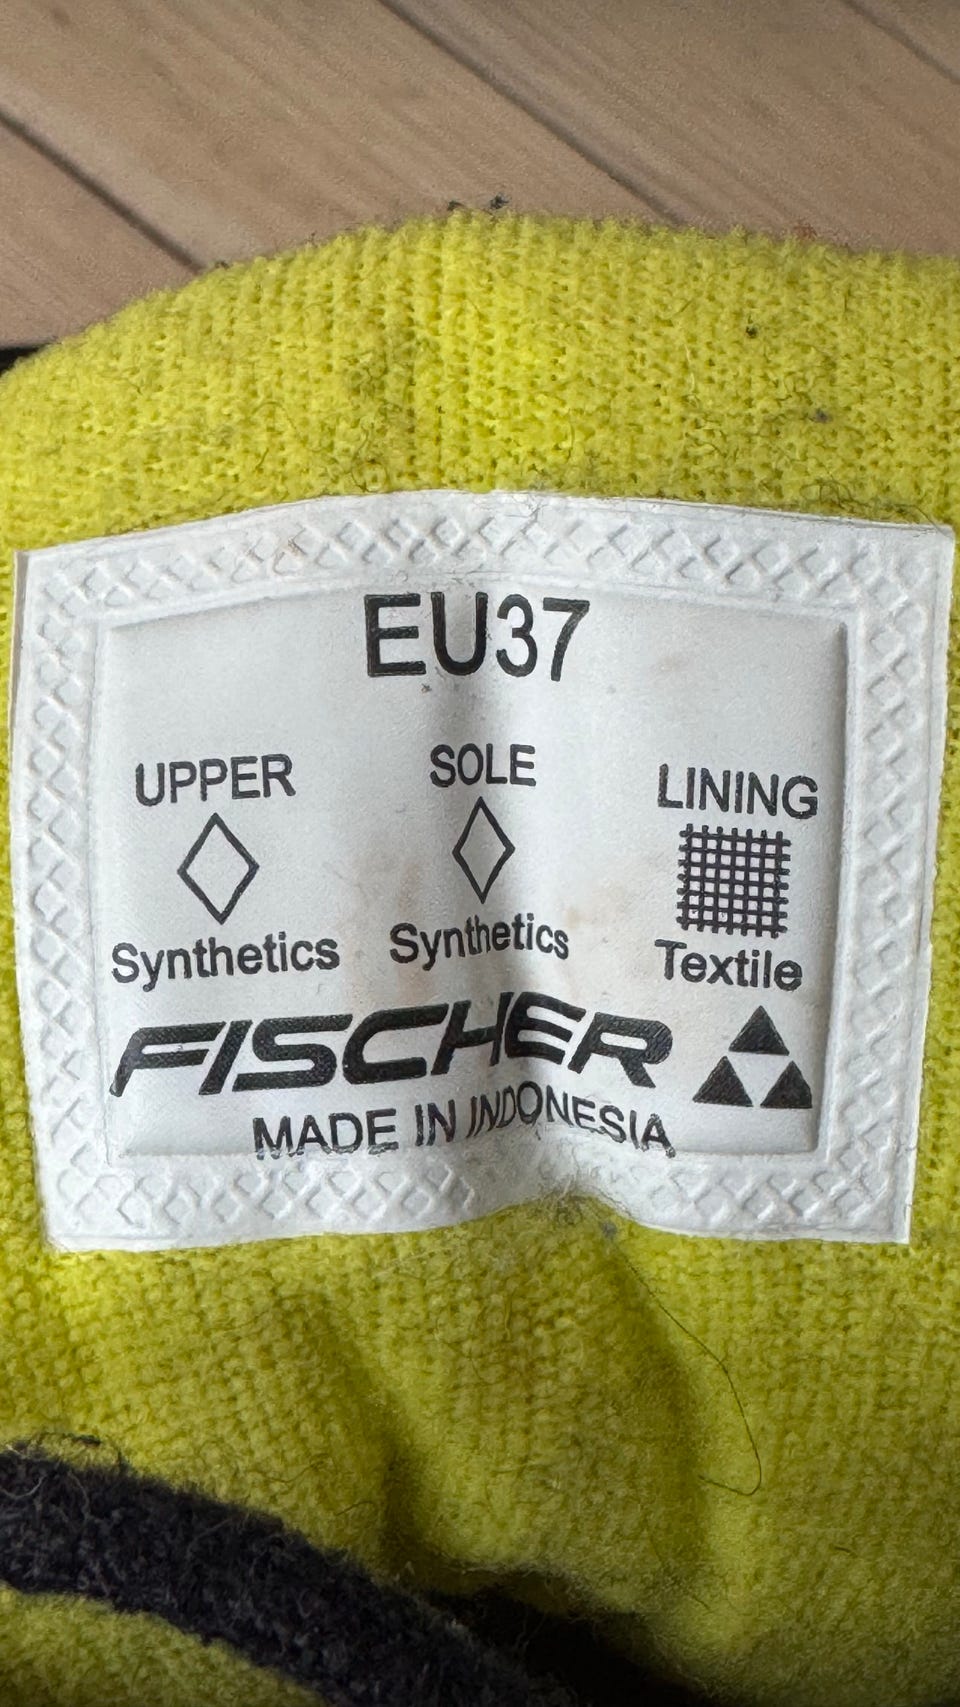 EU37
UPPER SOLE LINING
Synthetics Synthetics Textile
FISCHER
MADE IN INDONESIA